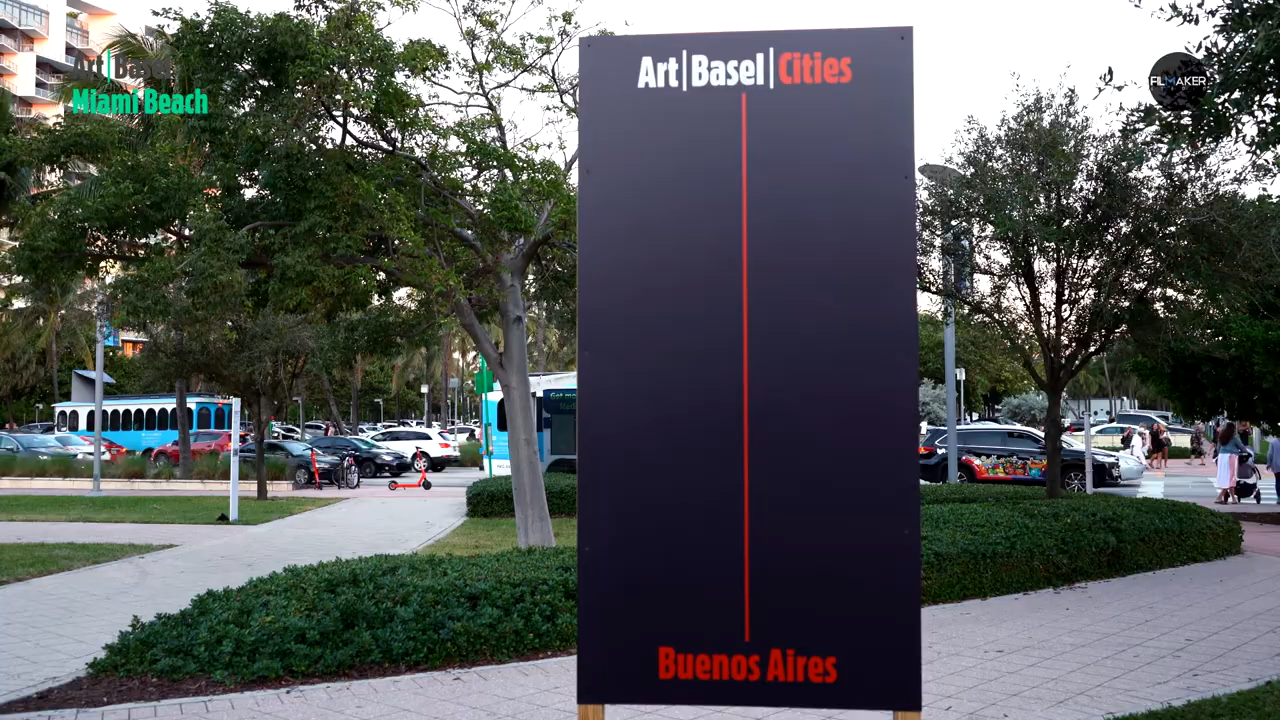 Art|Basel
Miami Beach
Art|Basel|Cities
FILMAKER
Buenos Aires